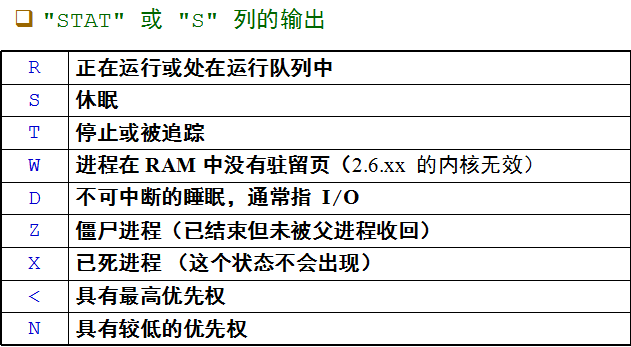 "STAT" 或 "S" 列的输出
R 正在运行或处在运行队列中
S 休眠
T 停止或被追踪
W 进程在 RAM 中没有驻留页（2.6.xx 的内核无效）
D 不可中断的睡眠，通常指 I/O
Z 僵尸进程（已结束但未被父进程收回）
X 已死进程 （这个状态不会出现）
< 具有最高优先权
N 具有较低的优先权